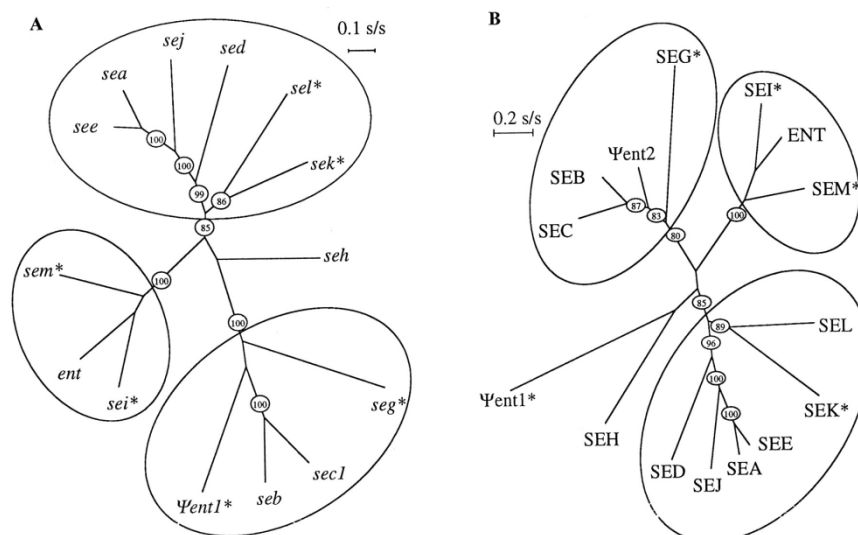 A
0.1 s/s
sej
sed
sea
sel*
see
100
100
sek*
99
86
85
seh
sem*
100
100
ent
sei*
seg*
100
sec1
seb
Ψent1*
B
0.2 s/s
SEG*
SEI*
ENT
Ψent2
SEB
SEM*
87
83
100
SEC
80
85
89
SEL
96
Ψent1*
100
SEK*
100
SEH
SEE
SED
SEA
SEJ